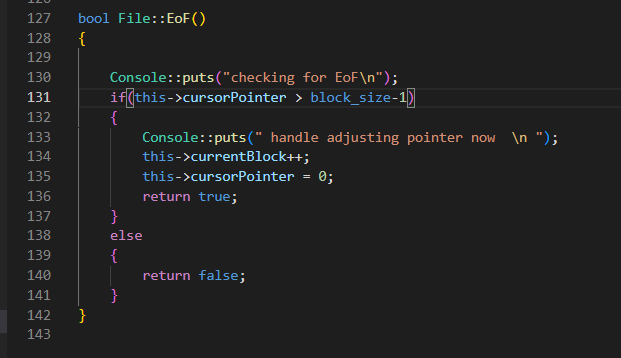 126
127 bool File::EoF()
128 {
129
130 Console::puts("checking for EoF\n");
131 if(this->cursorPointer > block_size-1)
132 {
133 Console::puts(" handle adjusting pointer now  \n ");
134 this->currentBlock++;
135 this->cursorPointer = 0;
136 return true;
137 }
138 else
139 {
140 return false;
141 }
142 }
143